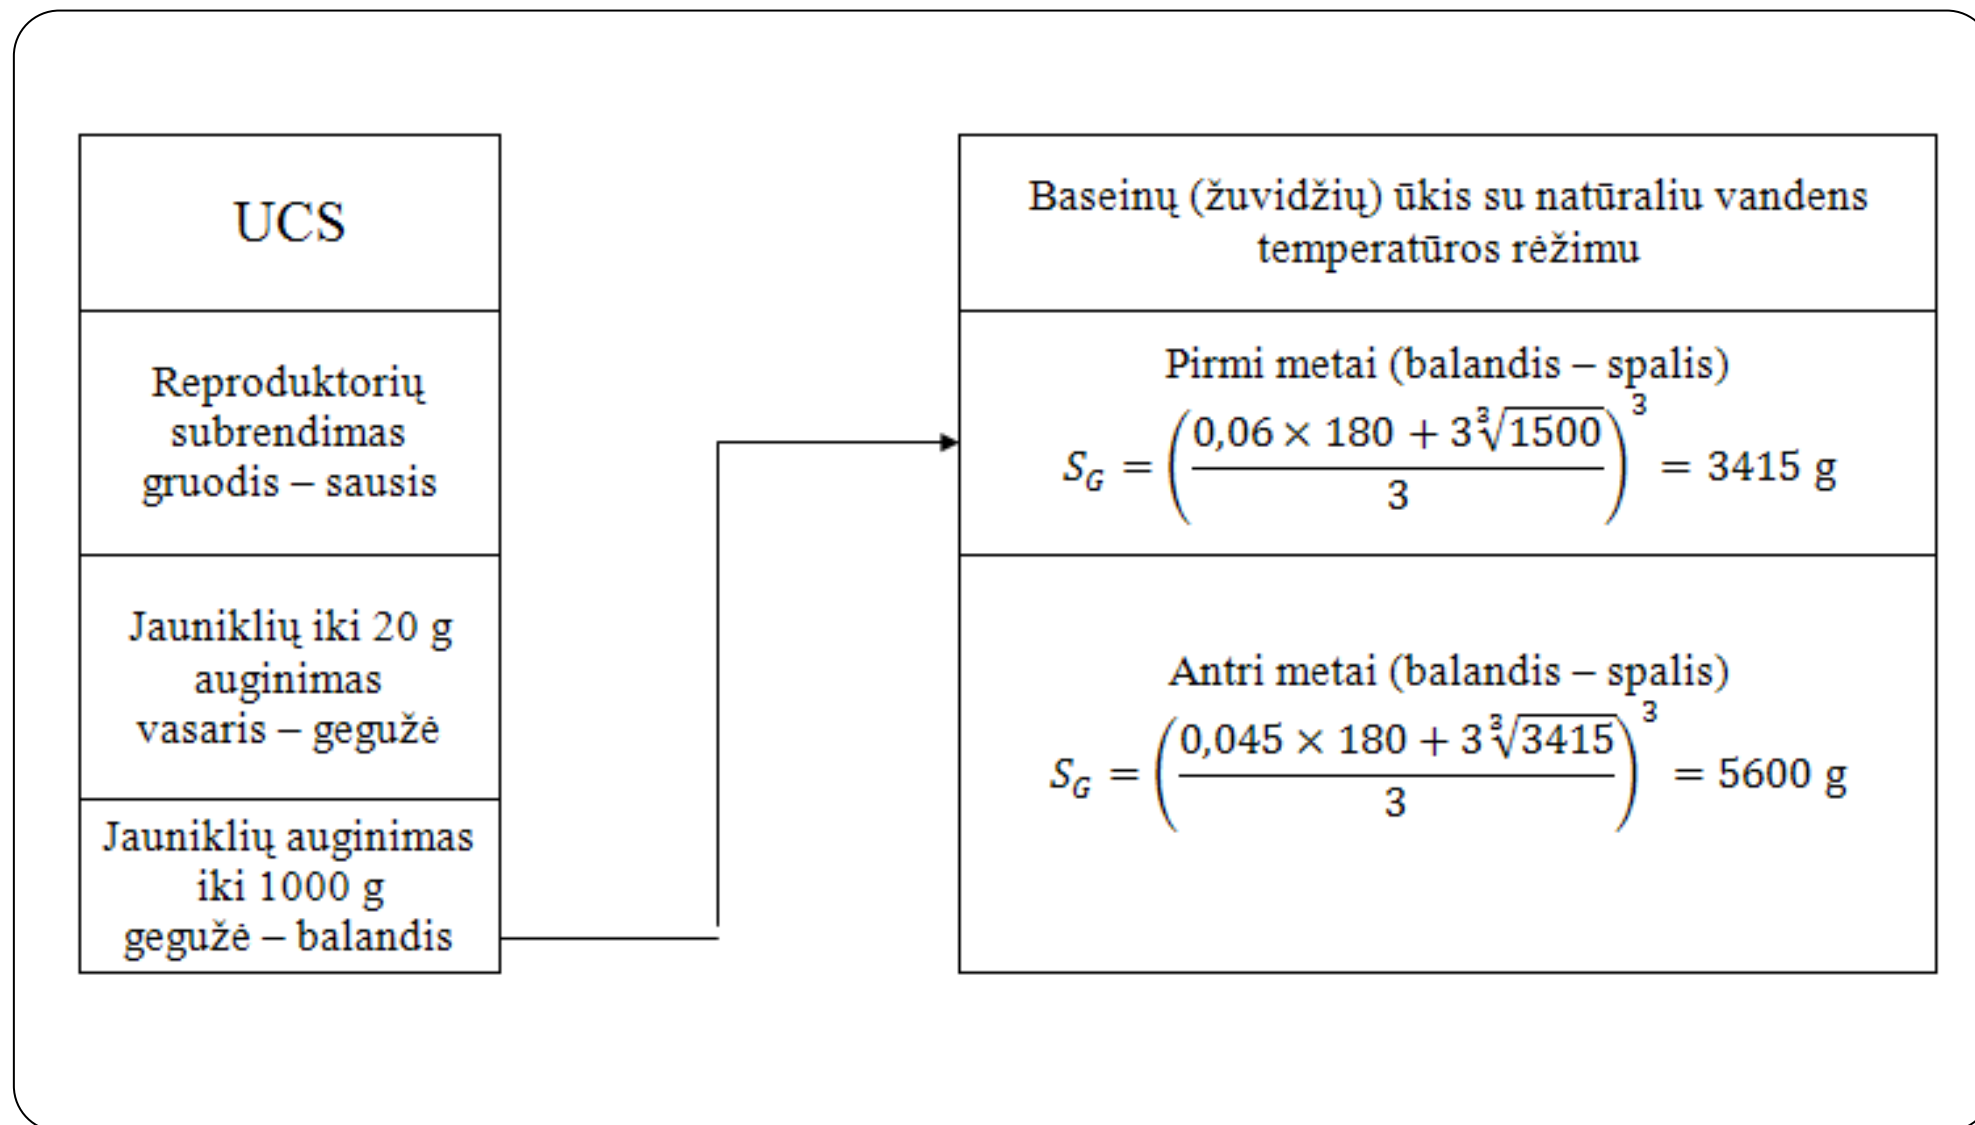 UCS
Reproduktorių
subrendimas
gruodis – sausis
Jauniklių iki 20 g
auginimas
vasaris – gegužė
Jauniklių auginimas
iki 1000 g
gegužė – balandis
Baseinų (žuvidžių) ūkis su natūraliu vandens
temperatūros rėžimu
Pirmi metai (balandis – spalis)
S_G = ((0,06 × 180 + 3∛1500) / 3)³ = 3415 g
Antri metai (balandis – spalis)
S_G = ((0,045 × 180 + 3∛3415) / 3)³ = 5600 g